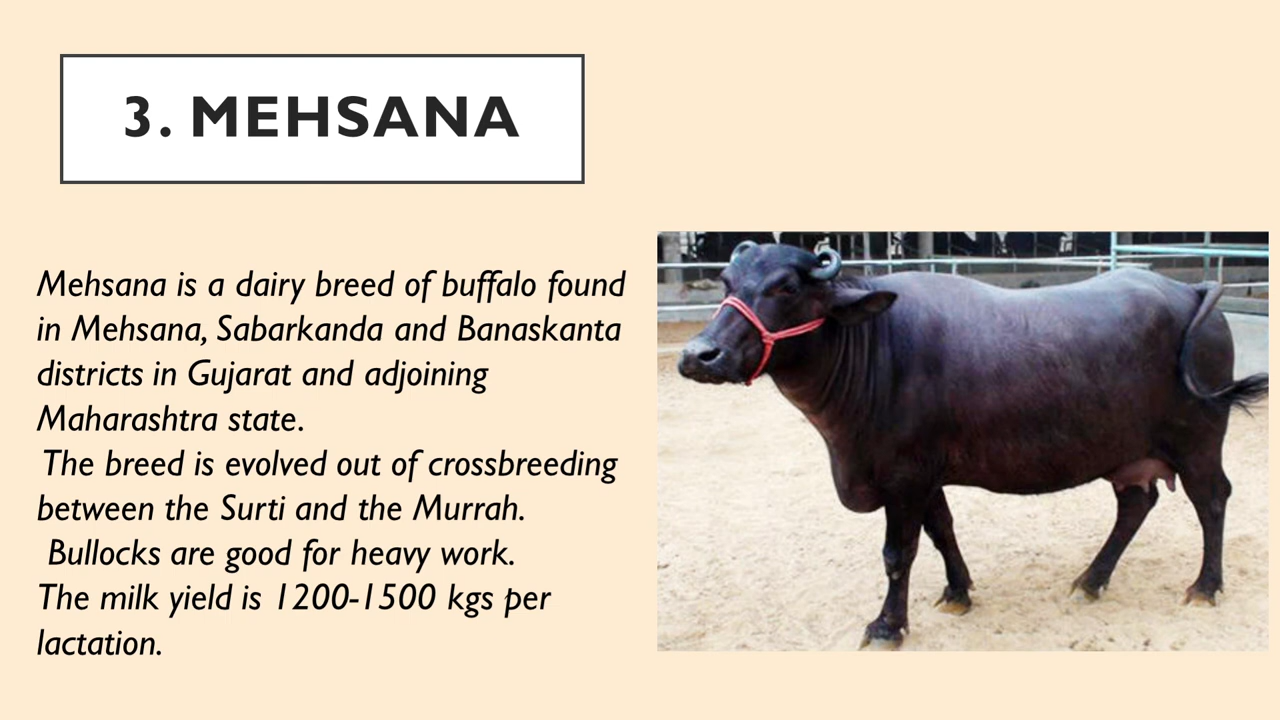 3. MEHSANA
Mehsana is a dairy breed of buffalo found
in Mehsana, Sabarkanda and Banaskanta
districts in Gujarat and adjoining
Maharashtra state.
The breed is evolved out of crossbreeding
between the Surti and the Murrah.
Bullocks are good for heavy work.
The milk yield is 1200-1500 kgs per
lactation.